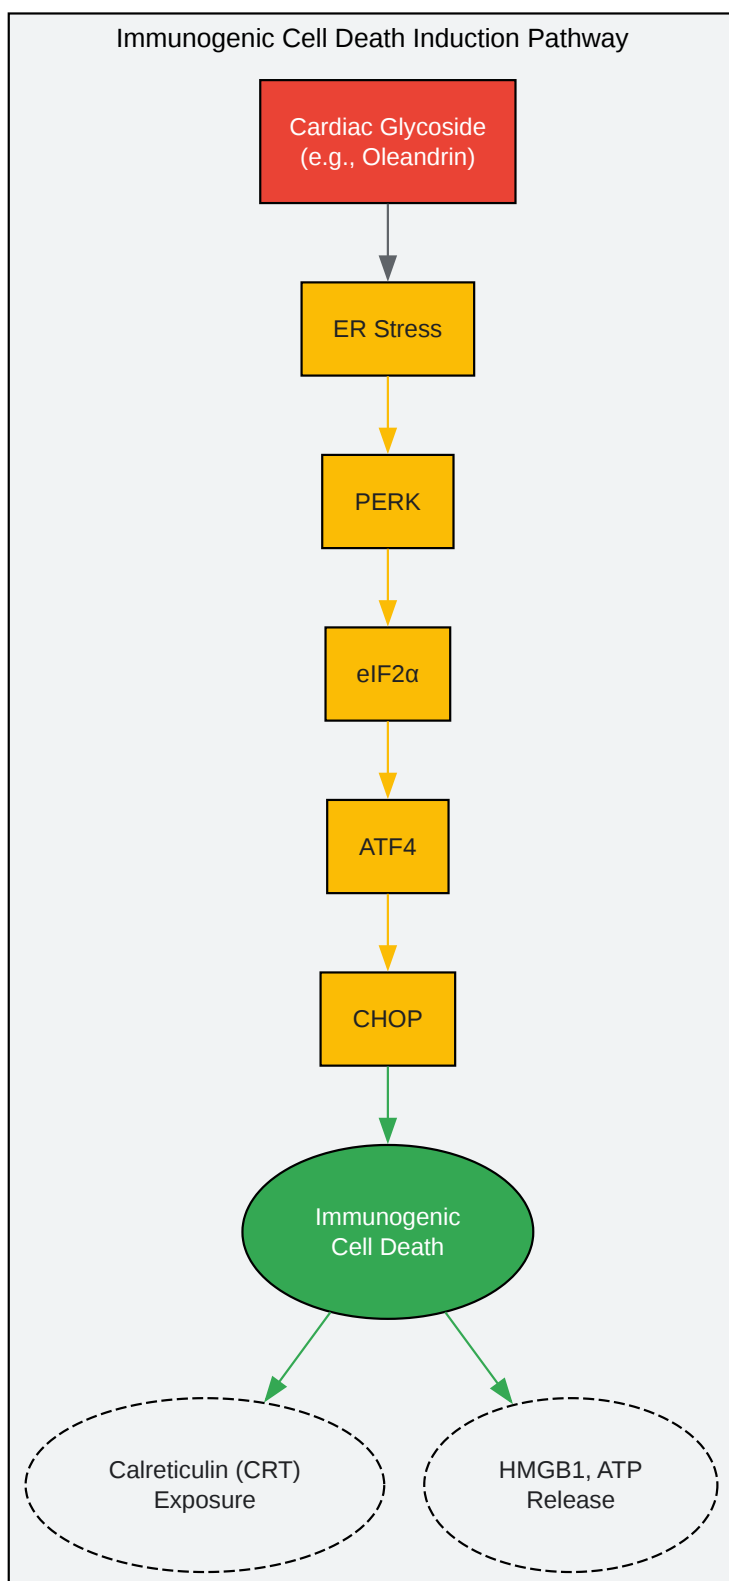 Immunogenic Cell Death Induction Pathway
Cardiac Glycoside
(e.g., Oleandrin)
ER Stress
PERK
eIF2α
ATF4
CHOP
Immunogenic
Cell Death
Calreticulin (CRT)
Exposure
HMGB1, ATP
Release